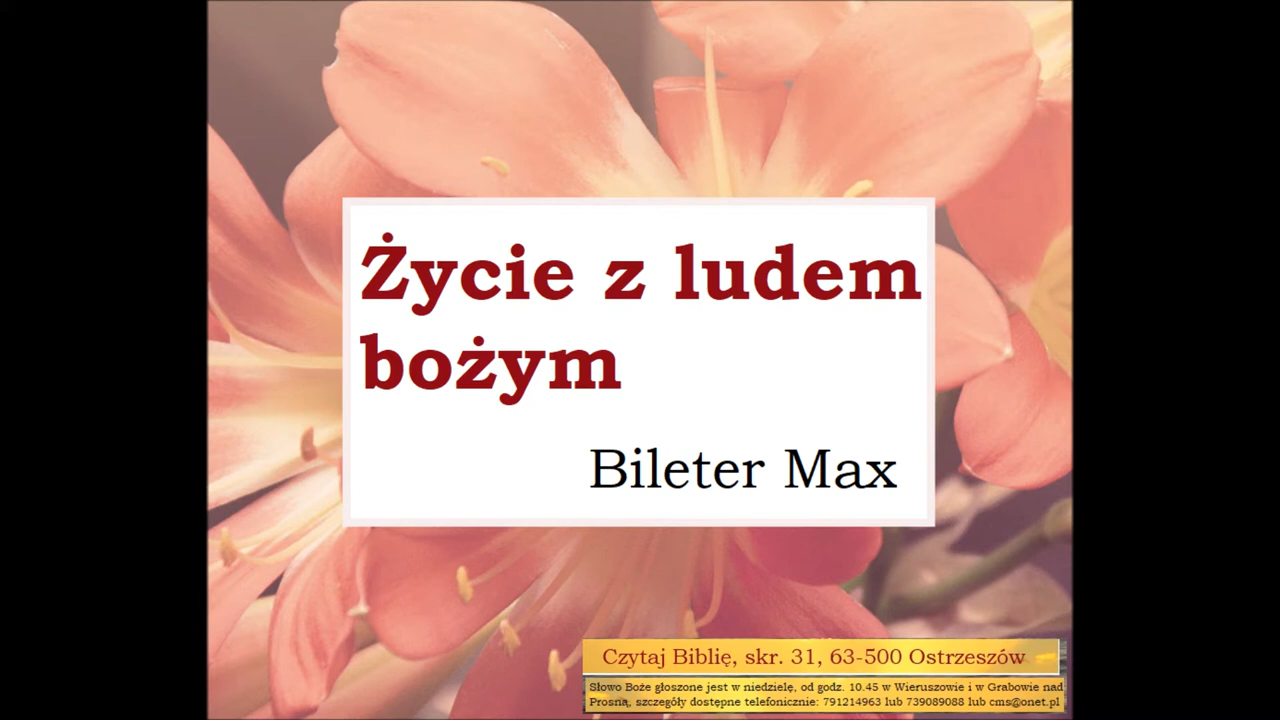 Życie z ludem
bożym
Bileter Max
Czytaj Biblię, skr. 31, 63-500 Ostrzeszów
Słowo Boże głoszone jest w niedzielę, od godz. 10.45 w Wieruszowie i w Grabowie nad
Prosną, szczegóły dostępne telefonicznie: 791214963 lub 739089088 lub cms@onet.pl